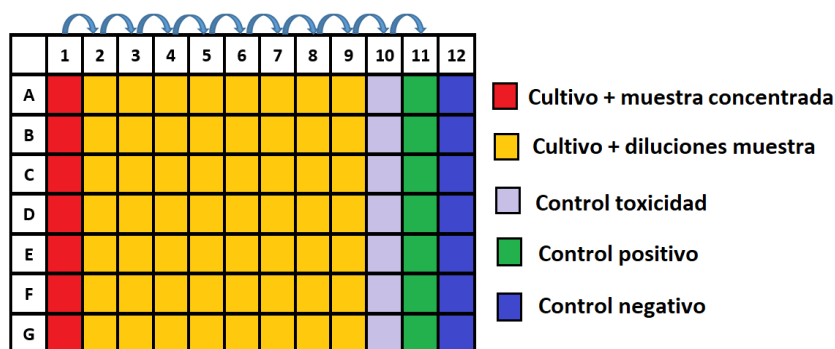 1 2 3 4 5 6 7 8 9 10 11 12
A
B
C
D
E
F
G
Cultivo + muestra concentrada
Cultivo + diluciones muestra
Control toxicidad
Control positivo
Control negativo